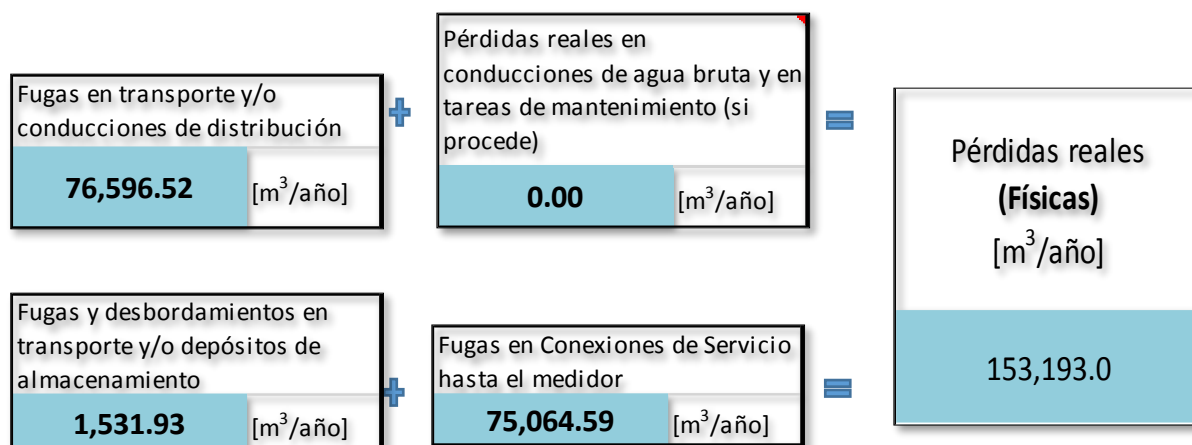 Fugas en transporte y/o
conducciones de distribución
76,596.52 [m³/año]
+
Pérdidas reales en
conducciones de agua bruta y en
tareas de mantenimiento (si
procede)
0.00 [m³/año]
=
Fugas y desbordamientos en
transporte y/o depósitos de
almacenamiento
1,531.93 [m³/año]
+
Fugas en Conexiones de Servicio
hasta el medidor
75,064.59 [m³/año]
=
Pérdidas reales
(Físicas)
[m³/año]
153,193.0